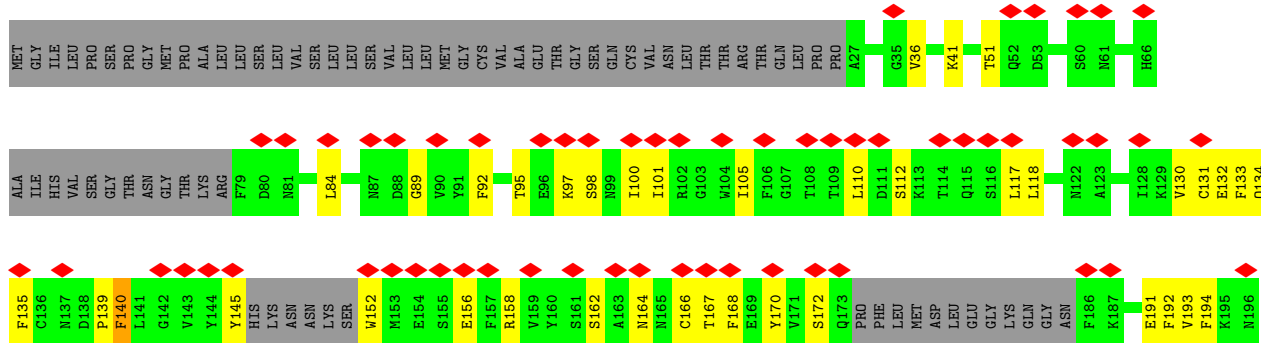 MET GLY ILE LEU PRO SER PRO GLY MET PRO ALA LEU LEU SER LEU VAL SER LEU LEU SER VAL LEU LEU MET GLY CYS VAL ALA GLU THR GLY SER GLN CYS VAL ASN LEU THR THR ARG THR GLN LEU PRO PRO A27 G35 V36 K41 T51 Q52 D53 S60 N61 H66
ALA ILE HIS VAL SER GLY THR ASN GLY THR LYS ARG F79 D80 N81 L84 N87 D88 G89 V90 Y91 F92 T95 E96 K97 S98 N99 I100 I101 R102 G103 W104 I105 F106 G107 T108 T109 L110 D111 S112 K113 T114 Q115 S116 L117 L118 N122 A123 I128 K129 V130 C131 E132 F133 Q134
F135 C136 N137 D138 P139 F140 L141 G142 V143 Y144 Y145 HIS LYS ASN ASN LYS SER W152 M153 E154 S155 E156 F157 R158 V159 Y160 S161 S162 A163 N164 N165 C166 T167 F168 E169 Y170 V171 S172 Q173 PRO PHE LEU MET ASP LEU GLU GLY LYS GLN GLY ASN F186 K187 E191 F192 V193 F194 K195 N196